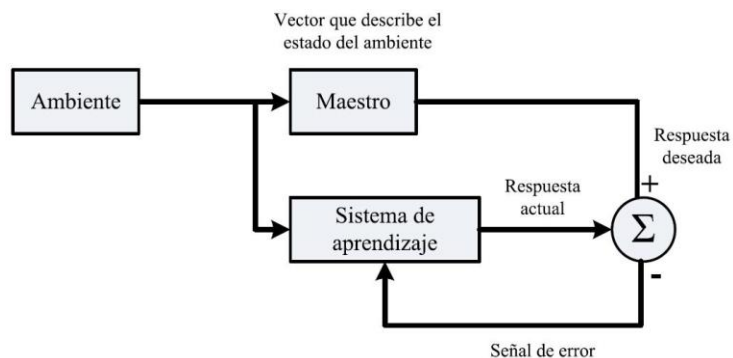 Vector que describe el
estado del ambiente
Ambiente
Maestro
Respuesta
deseada
+
Respuesta
actual
Sistema de
aprendizaje
Σ
-
Señal de error